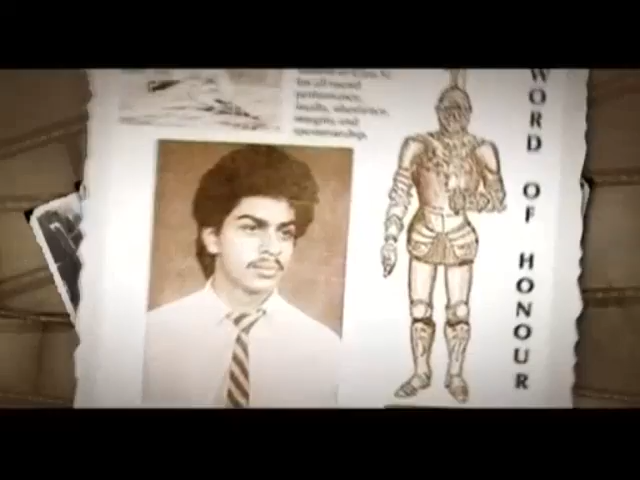 for all round
performance,
loyalty, obedience,
integrity and
sportsmanship.
WORD OF HONOUR